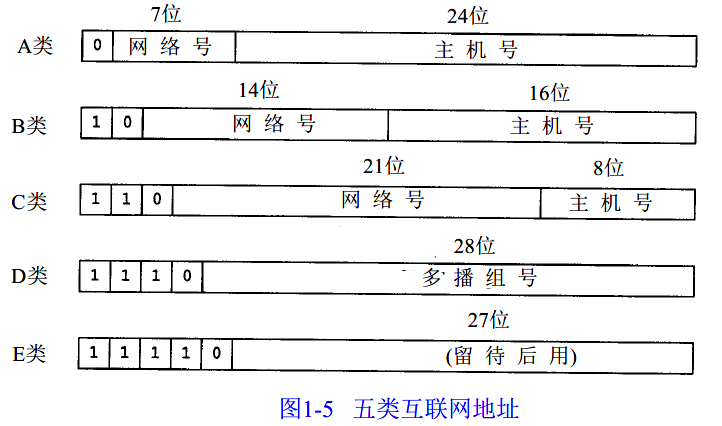 7位 24位
A类 0 网络号 主机号
14位 16位
B类 1 0 网络号 主机号
21位 8位
C类 1 1 0 网络号 主机号
28位
D类 1 1 1 0 多播组号
27位
E类 1 1 1 1 0 (留待后用)
图1-5 五类互联网地址